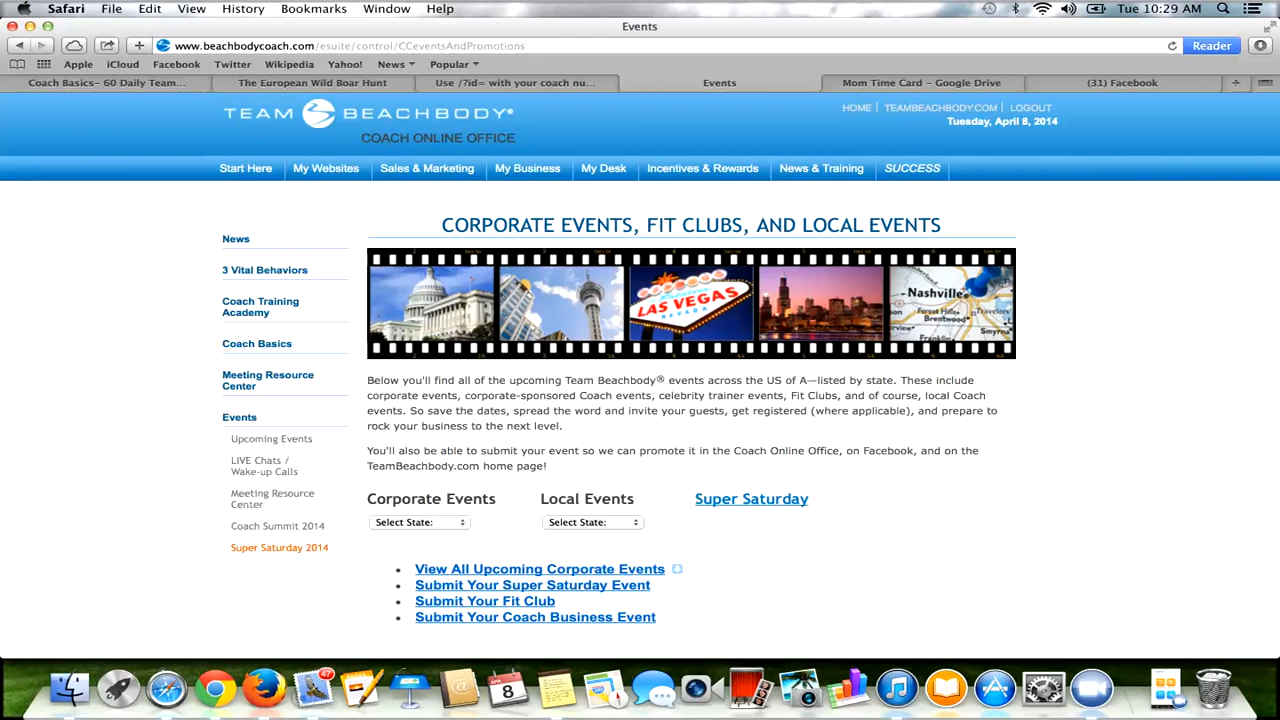 Safari File Edit View History Bookmarks Window Help Tue 10:29 AM
Events
www.beachbodycoach.com/esuite/control/CCeventsAndPromotions Reader
Apple iCloud Facebook Twitter Wikipedia Yahoo! News Popular
Coach Basics- 60 Daily Team... The European Wild Boar Hunt Use /?id= with your coach nu... Events Mom Time Card – Google Drive (31) Facebook
TEAM BEACHBODY®
COACH ONLINE OFFICE
HOME | TEAMBEACHBODY.COM | LOGOUT
Tuesday, April 8, 2014
Start Here My Websites Sales & Marketing My Business My Desk Incentives & Rewards News & Training SUCCESS
News
3 Vital Behaviors
Coach Training
Academy
Coach Basics
Meeting Resource
Center
Events
Upcoming Events
LIVE Chats /
Wake-up Calls
Meeting Resource
Center
Coach Summit 2014
Super Saturday 2014
CORPORATE EVENTS, FIT CLUBS, AND LOCAL EVENTS
LAS VEGAS
NEVADA
Nashville
Forest Hills
Brentwood
Smyrna
Franklin
Below you'll find all of the upcoming Team Beachbody® events across the US of A—listed by state. These include
corporate events, corporate-sponsored Coach events, celebrity trainer events, Fit Clubs, and of course, local Coach
events. So save the dates, spread the word and invite your guests, get registered (where applicable), and prepare to
rock your business to the next level.
You'll also be able to submit your event so we can promote it in the Coach Online Office, on Facebook, and on the
TeamBeachbody.com home page!
Corporate Events Local Events Super Saturday
Select State: Select State:
• View All Upcoming Corporate Events
• Submit Your Super Saturday Event
• Submit Your Fit Club
• Submit Your Coach Business Event
47
APR
8